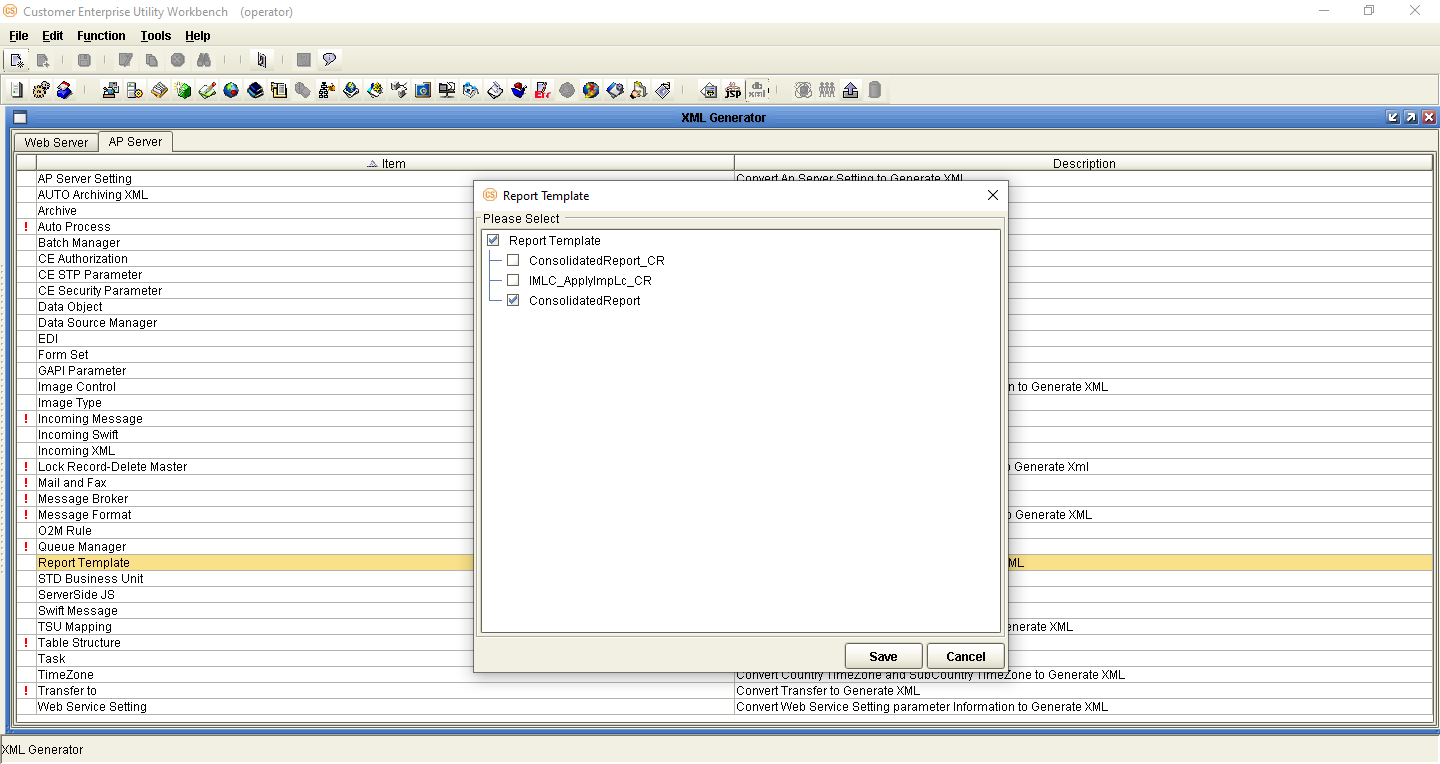 Customer Enterprise Utility Workbench (operator)
File Edit Function Tools Help
JSP
xml
XML Generator
Web Server AP Server
Item Description
AP Server Setting Convert An Server Setting to Generate XML
AUTO Archiving XML
Archive
! Auto Process
Batch Manager
CE Authorization
CE STP Parameter
CE Security Parameter
Data Object
Data Source Manager
EDI
Form Set
GAPI Parameter
Image Control n to Generate XML
Image Type
! Incoming Message
Incoming Swift
Incoming XML
! Lock Record-Delete Master Generate Xml
! Mail and Fax
! Message Broker
! Message Format Generate XML
O2M Rule
! Queue Manager
Report Template ML
STD Business Unit
ServerSide JS
Swift Message
TSU Mapping enerate XML
! Table Structure
Task
TimeZone Convert Country TimeZone and SubCountry TimeZone to Generate XML
! Transfer to Convert Transfer to Generate XML
Web Service Setting Convert Web Service Setting parameter Information to Generate XML
CS Report Template
Please Select
Report Template
ConsolidatedReport_CR
IMLC_ApplyImpLc_CR
ConsolidatedReport
Save Cancel
XML Generator